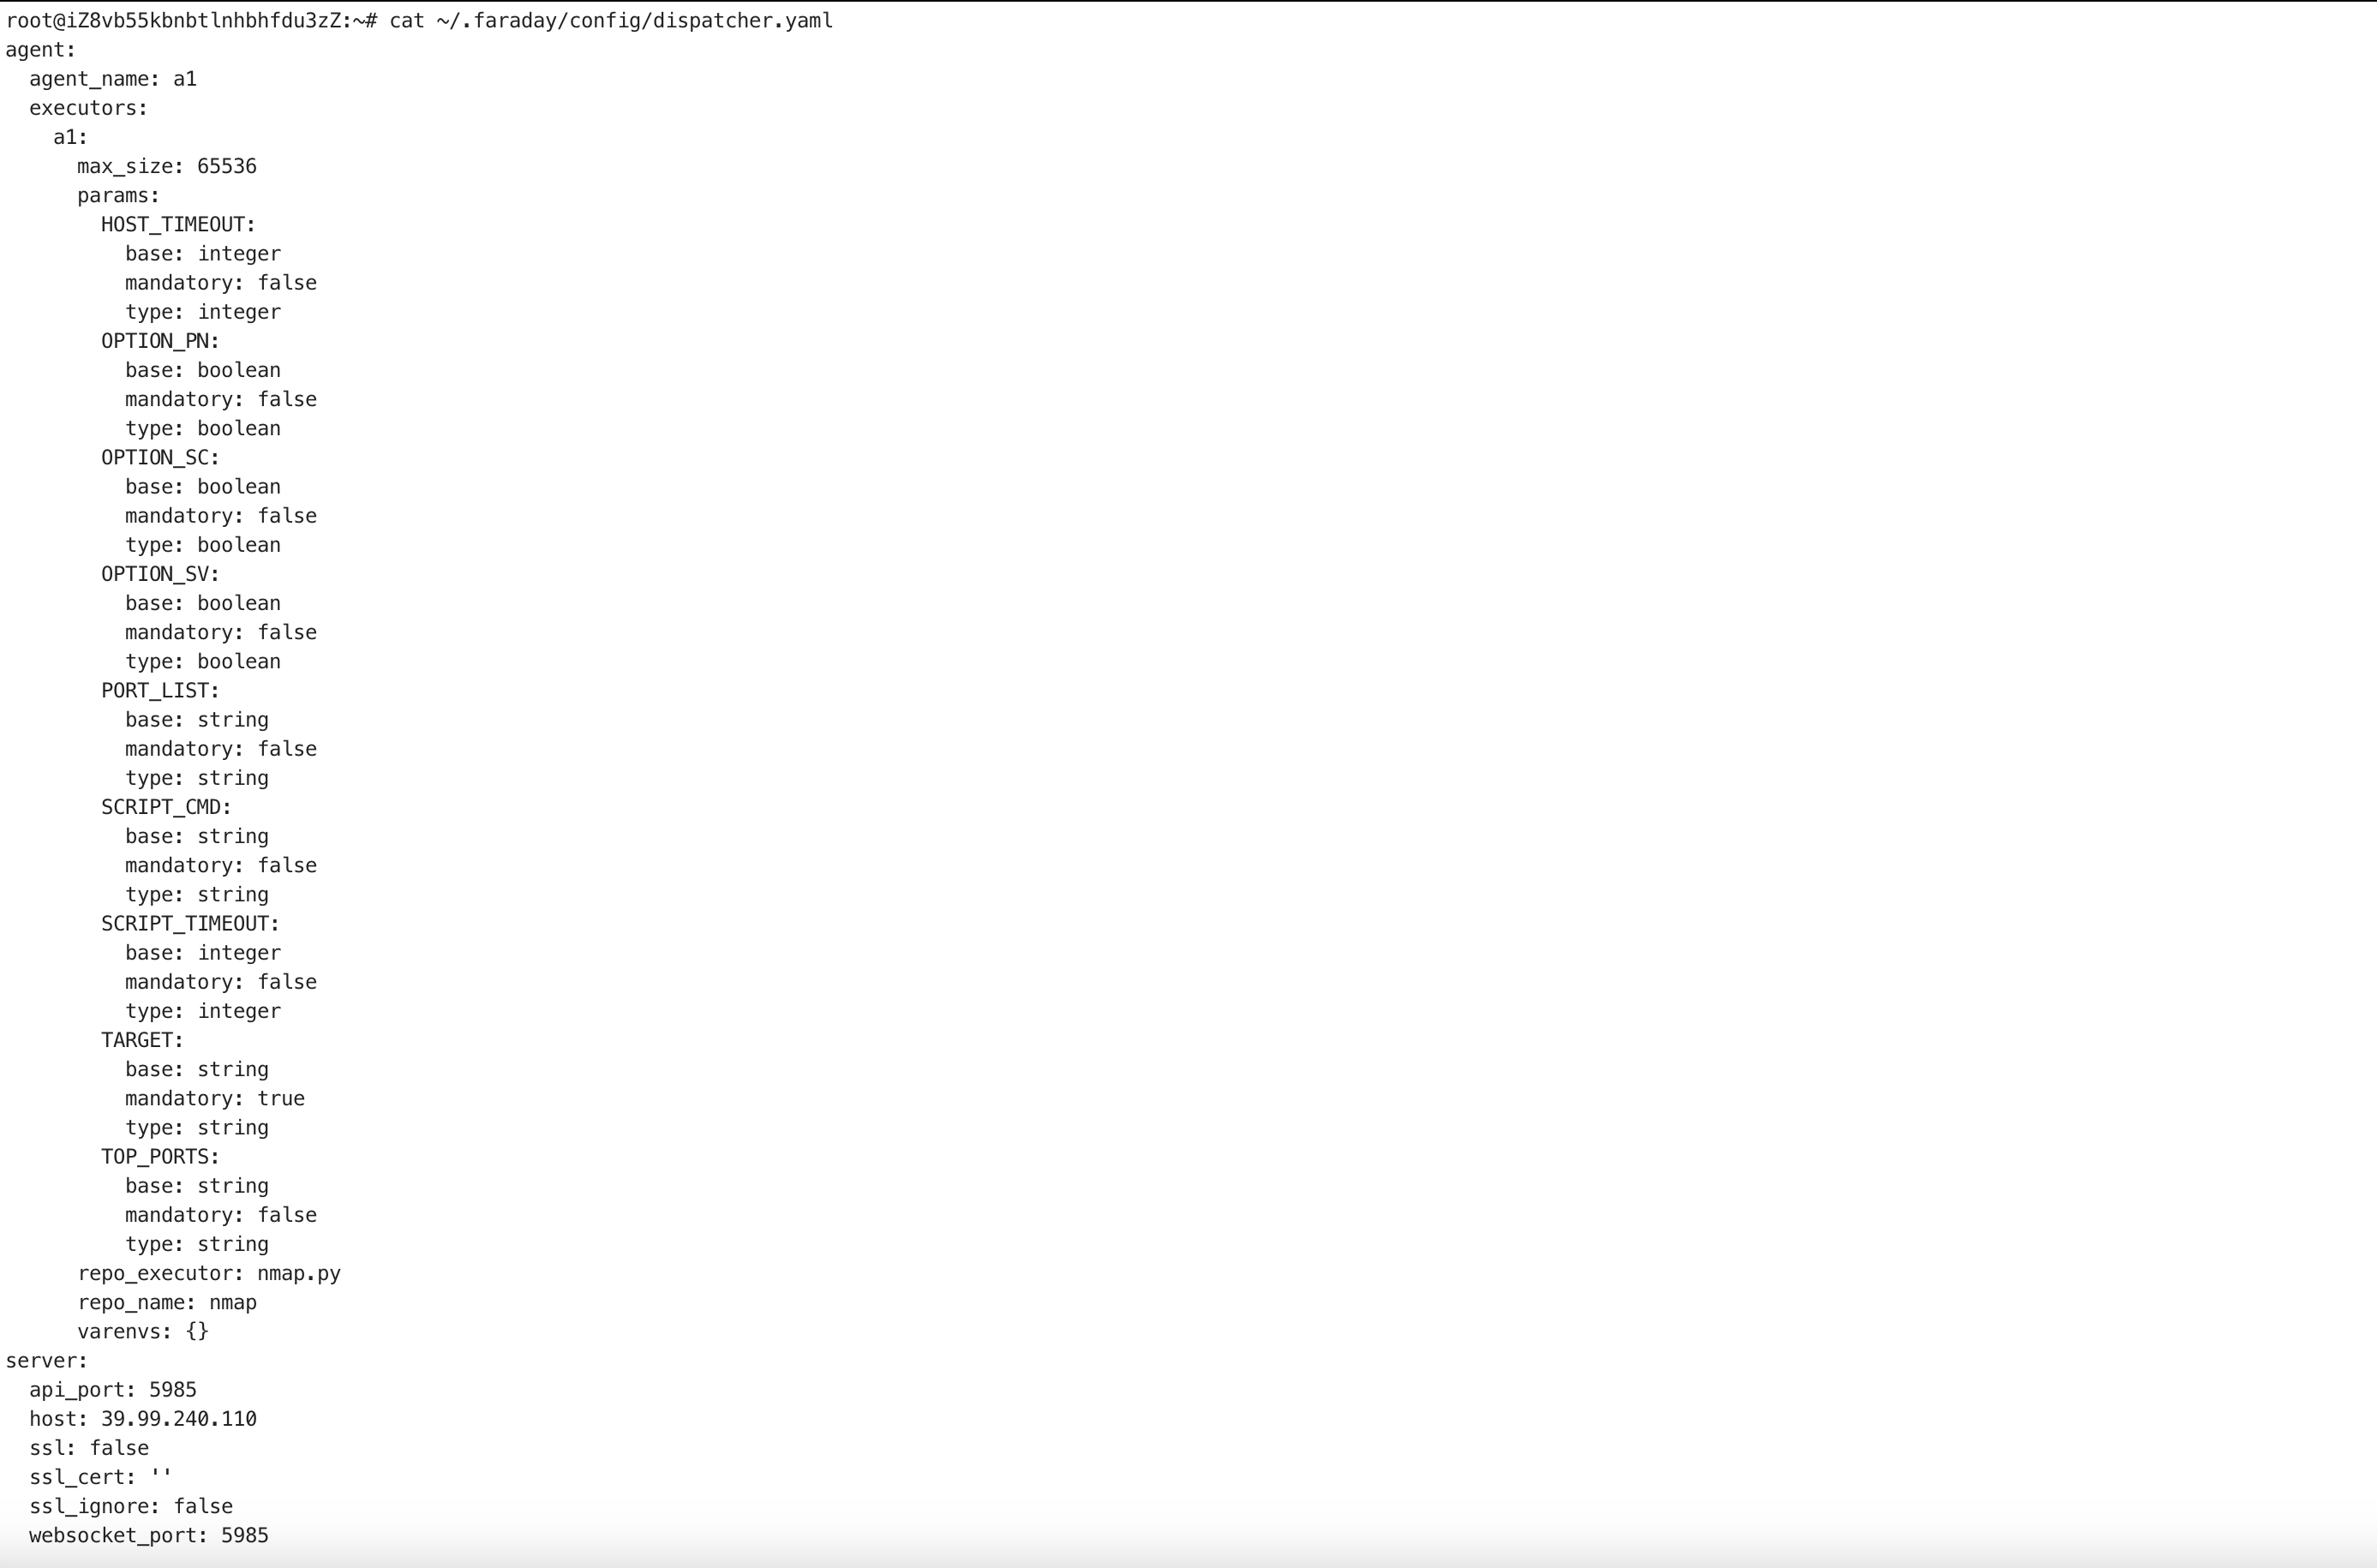 root@iZ8vb55kbnbtlnhbhfdu3zZ:~# cat ~/.faraday/config/dispatcher.yaml
agent:
  agent_name: a1
  executors:
    a1:
      max_size: 65536
      params:
        HOST_TIMEOUT:
          base: integer
          mandatory: false
          type: integer
        OPTION_PN:
          base: boolean
          mandatory: false
          type: boolean
        OPTION_SC:
          base: boolean
          mandatory: false
          type: boolean
        OPTION_SV:
          base: boolean
          mandatory: false
          type: boolean
        PORT_LIST:
          base: string
          mandatory: false
          type: string
        SCRIPT_CMD:
          base: string
          mandatory: false
          type: string
        SCRIPT_TIMEOUT:
          base: integer
          mandatory: false
          type: integer
        TARGET:
          base: string
          mandatory: true
          type: string
        TOP_PORTS:
          base: string
          mandatory: false
          type: string
      repo_executor: nmap.py
      repo_name: nmap
      varenvs: {}
server:
  api_port: 5985
  host: 39.99.240.110
  ssl: false
  ssl_cert: ''
  ssl_ignore: false
  websocket_port: 5985